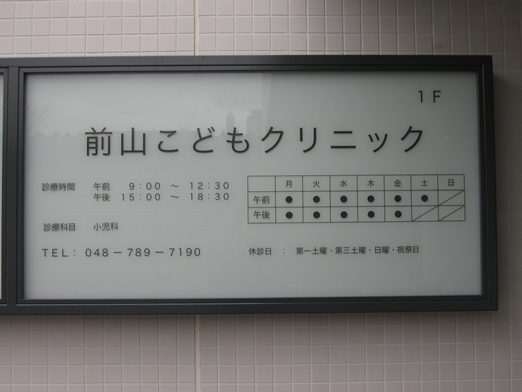 1F
前山こどもクリニック
診療時間 午前 9:00 ～ 12:30
午後 15:00 ～ 18:30
診療科目 小児科
TEL: 048－789－7190
月 火 水 木 金 土 日
午前 ● ● ● ● ● ●
午後 ● ● ● ● ●
休診日 : 第一土曜・第三土曜・日曜・祝祭日